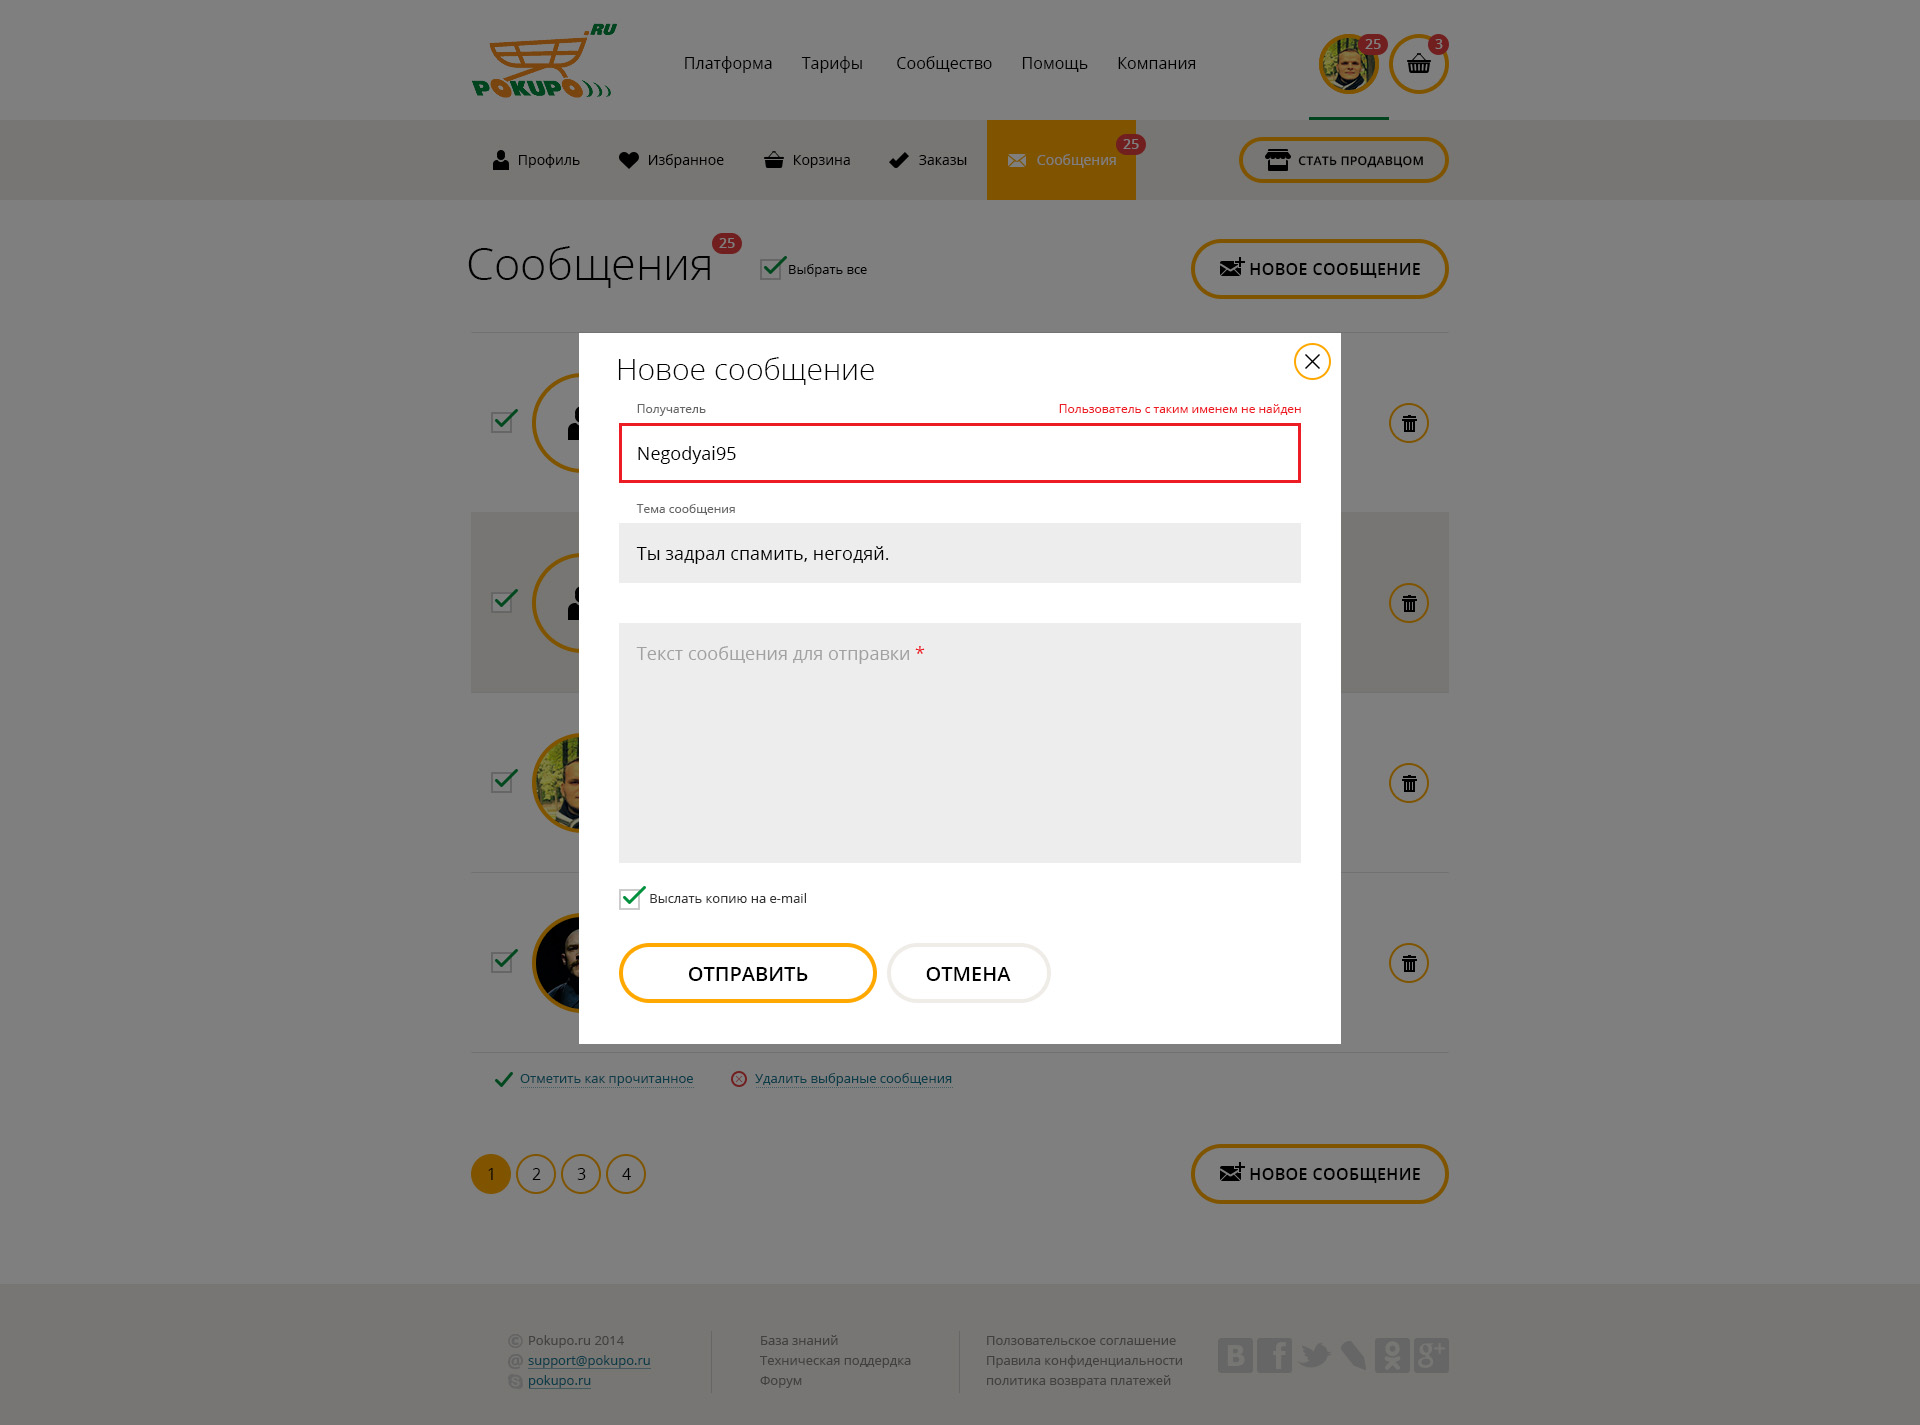 .RU
POKUPO
Платформа Тарифы Сообщество Помощь Компания 25 3
Профиль Избранное Корзина Заказы Сообщения 25 СТАТЬ ПРОДАВЦОМ
Сообщения 25 Выбрать все НОВОЕ СООБЩЕНИЕ
Новое сообщение
Получатель Пользователь с таким именем не найден
Negodyai95
Тема сообщения
Ты задрал спамить, негодяй.
Текст сообщения для отправки *
Выслать копию на e-mail
ОТПРАВИТЬ ОТМЕНА
Отметить как прочитанное Удалить выбраные сообщения
1 2 3 4 НОВОЕ СООБЩЕНИЕ
© Pokupo.ru 2014
@ support@pokupo.ru
pokupo.ru
База знаний
Техническая поддердка
Форум
Ползовательское соглашение
Правила конфиденциальности
политика возврата платежей
B f g+